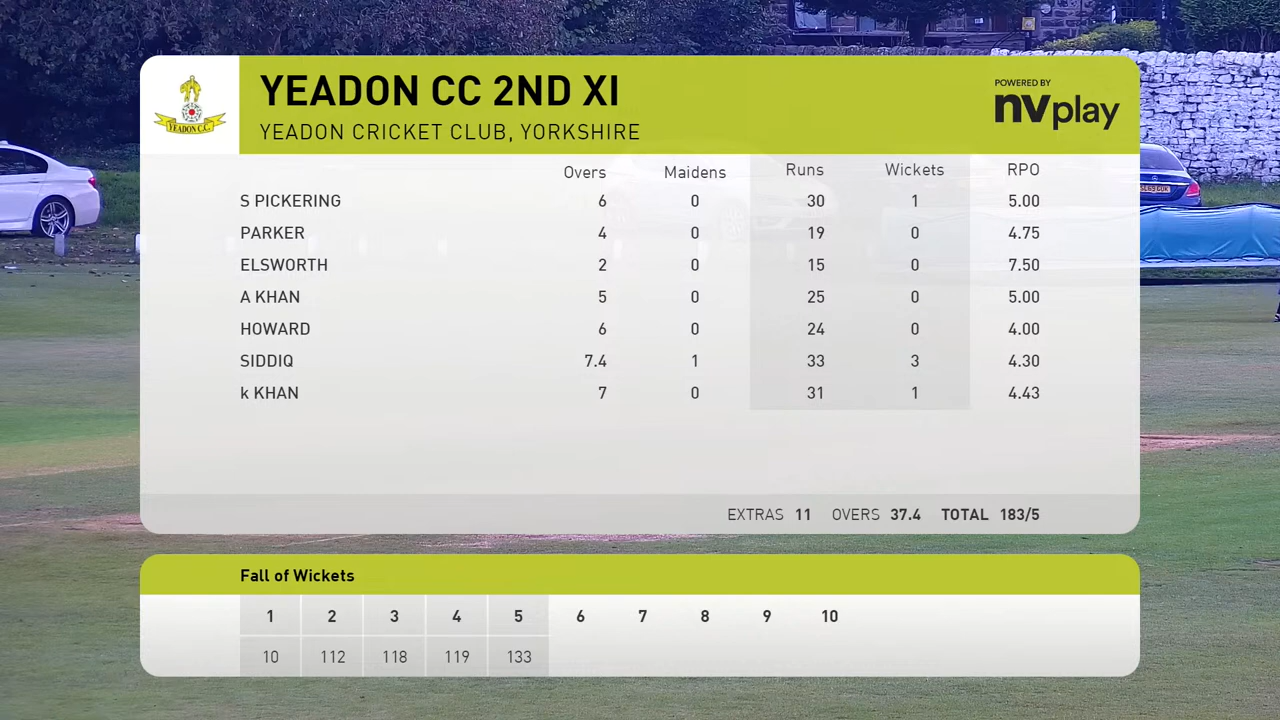 YEADON CC 2ND XI
YEADON CRICKET CLUB, YORKSHIRE
POWERED BY
nvplay
YEADON C.C.
Overs Maidens Runs Wickets RPO
S PICKERING 6 0 30 1 5.00
PARKER 4 0 19 0 4.75
ELSWORTH 2 0 15 0 7.50
A KHAN 5 0 25 0 5.00
HOWARD 6 0 24 0 4.00
SIDDIQ 7.4 1 33 3 4.30
k KHAN 7 0 31 1 4.43
EXTRAS 11 OVERS 37.4 TOTAL 183/5
Fall of Wickets
1 2 3 4 5 6 7 8 9 10
10 112 118 119 133